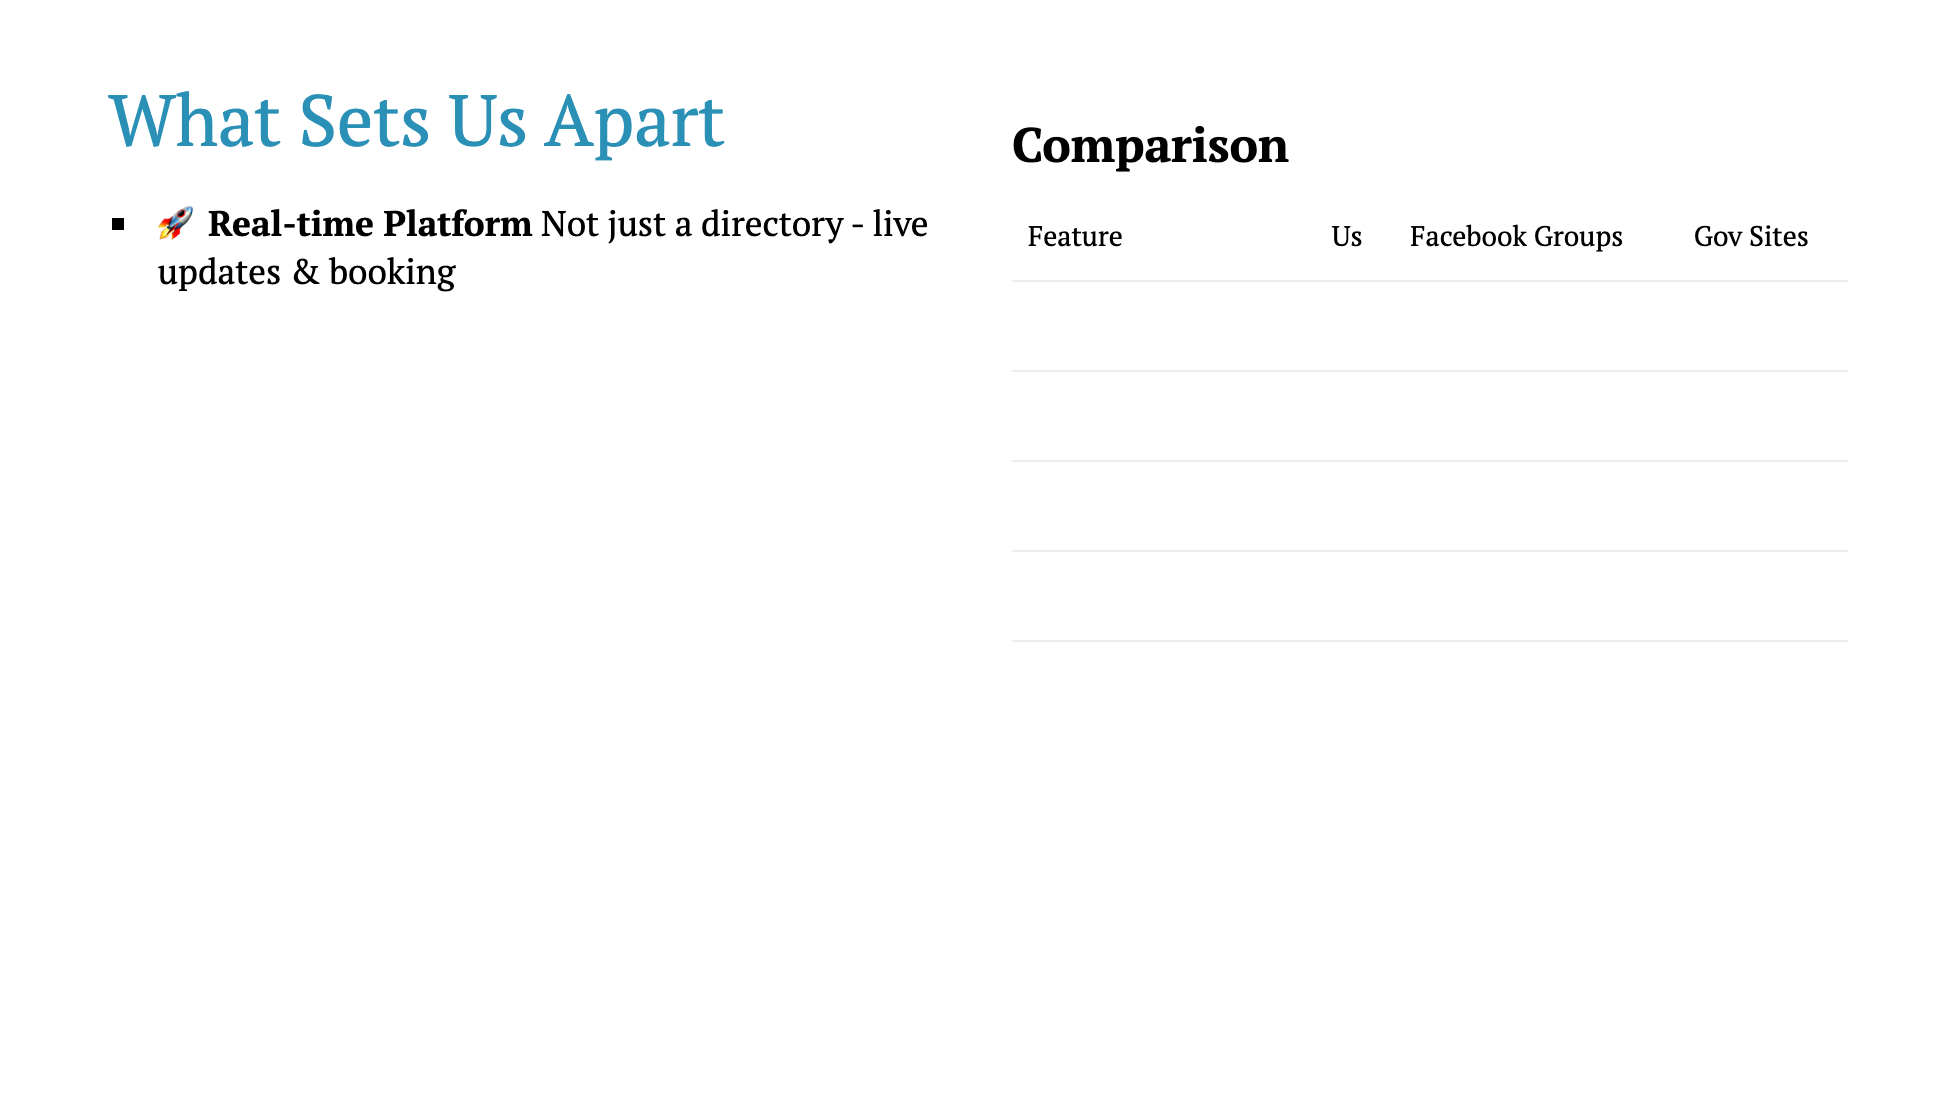 What Sets Us Apart
▪ 🚀 Real-time Platform Not just a directory - live
updates & booking
Comparison
Feature Us Facebook Groups Gov Sites